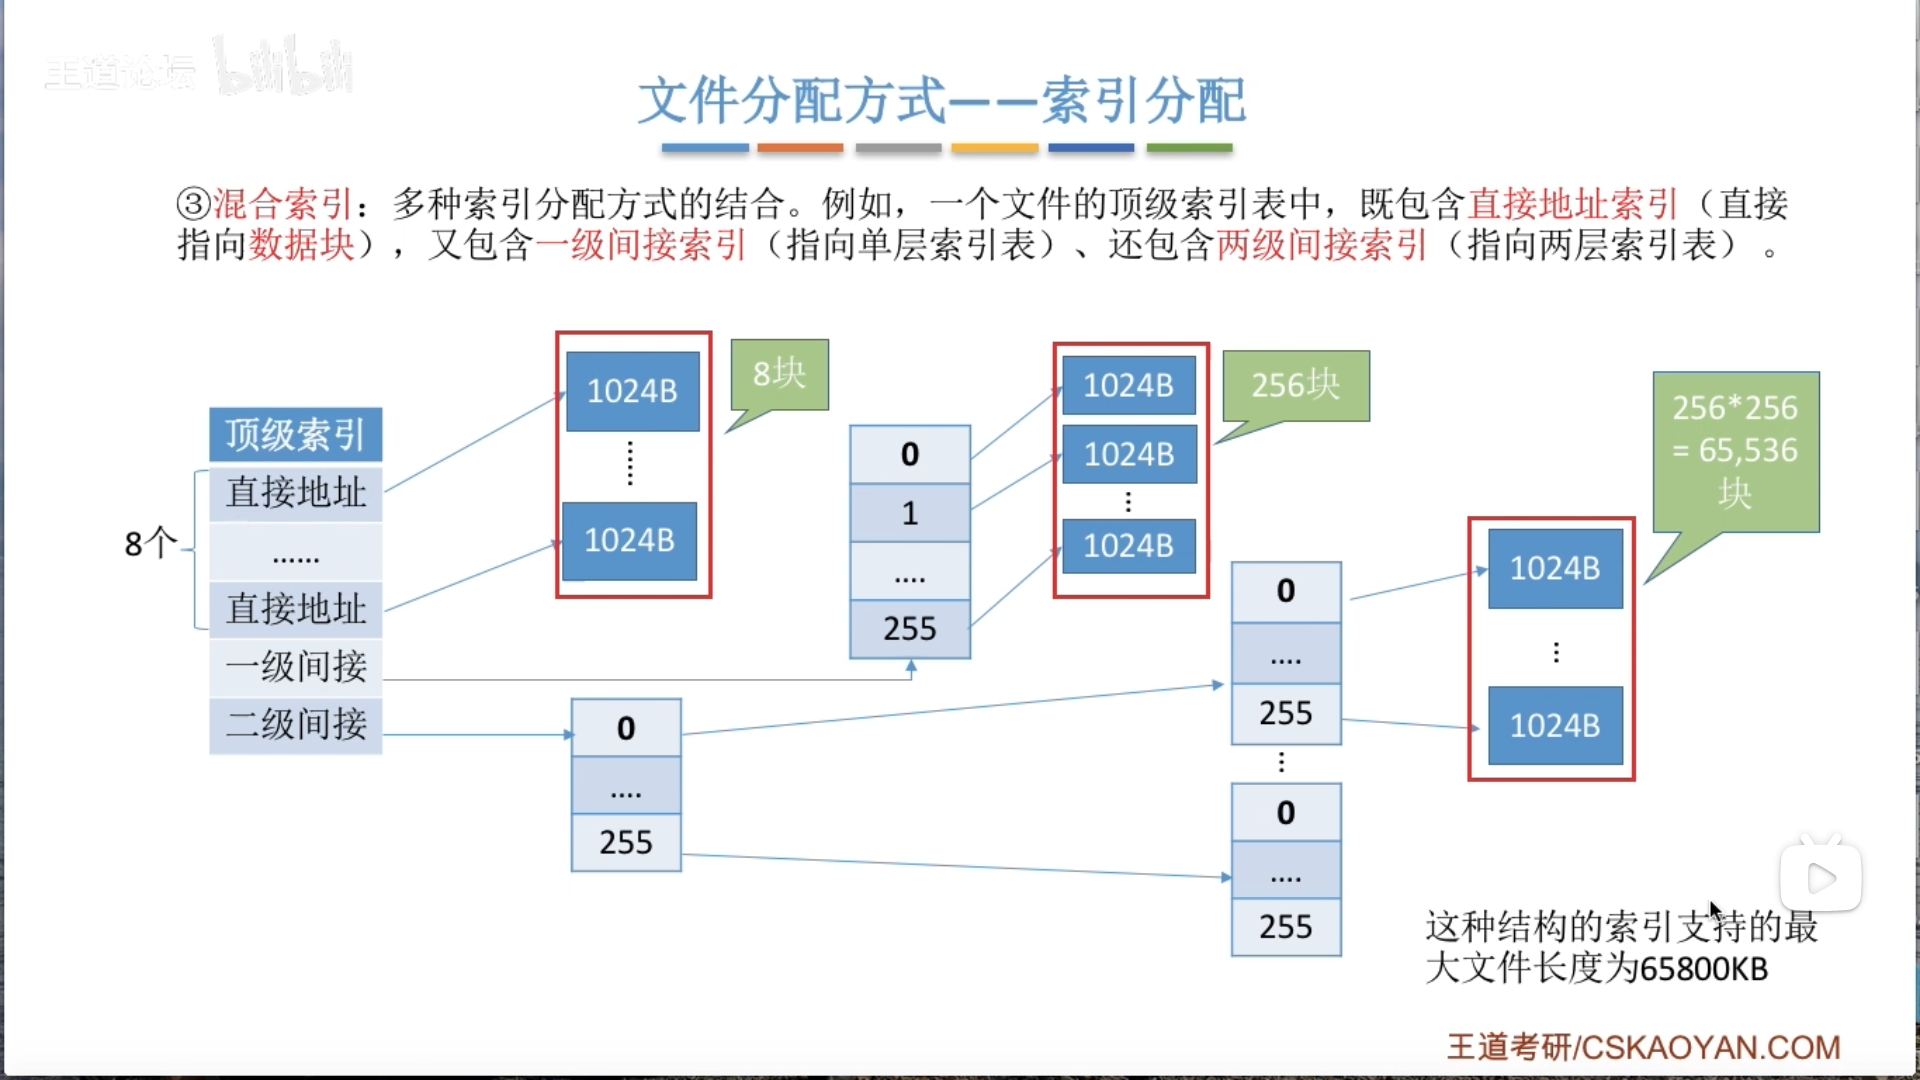 王道论坛 bilibili
文件分配方式——索引分配
③混合索引：多种索引分配方式的结合。例如，一个文件的顶级索引表中，既包含直接地址索引（直接
指向数据块），又包含一级间接索引（指向单层索引表）、还包含两级间接索引（指向两层索引表）。
顶级索引
直接地址
......
直接地址
一级间接
二级间接
8个
1024B
1024B
8块
0
1
....
255
1024B
1024B
1024B
256块
0
....
255
0
....
255
0
....
255
1024B
1024B
256*256
= 65,536
块
这种结构的索引支持的最
大文件长度为65800KB
王道考研/CSKAOYAN.COM